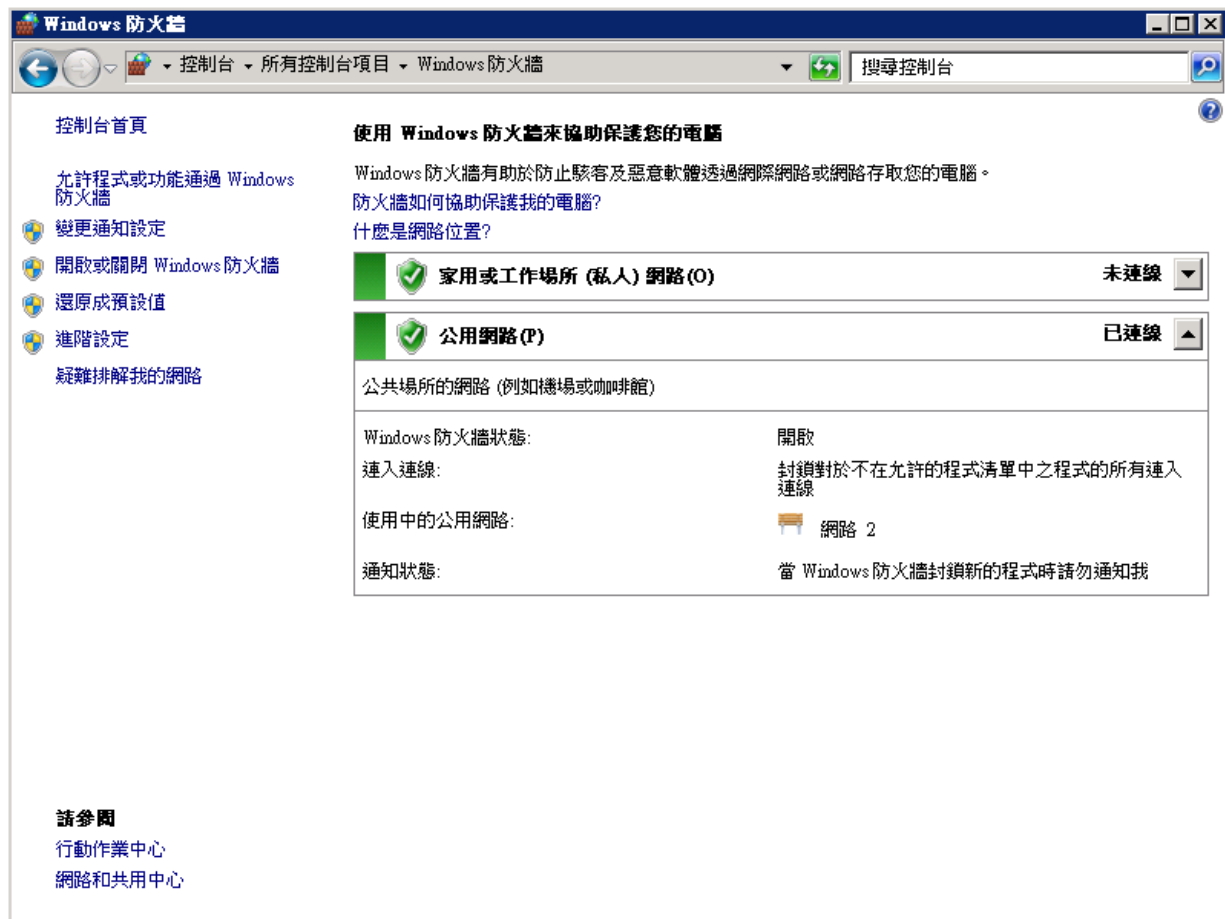 Windows 防火牆
控制台 所有控制台項目 Windows 防火牆
搜尋控制台
控制台首頁
允許程式或功能通過 Windows
防火牆
變更通知設定
開啟或關閉 Windows 防火牆
還原成預設值
進階設定
疑難排解我的網路
使用 Windows 防火牆來協助保護您的電腦
Windows 防火牆有助於防止駭客及惡意軟體透過網際網路或網路存取您的電腦。
防火牆如何協助保護我的電腦?
什麼是網路位置?
家用或工作場所 (私人) 網路(O) 未連線
公用網路(P) 已連線
公共場所的網路 (例如機場或咖啡館)
Windows 防火牆狀態: 開啟
連入連線: 封鎖對於不在允許的程式清單中之程式的所有連入
連線
使用中的公用網路: 網路 2
通知狀態: 當 Windows 防火牆封鎖新的程式時請勿通知我
請參閱
行動作業中心
網路和共用中心